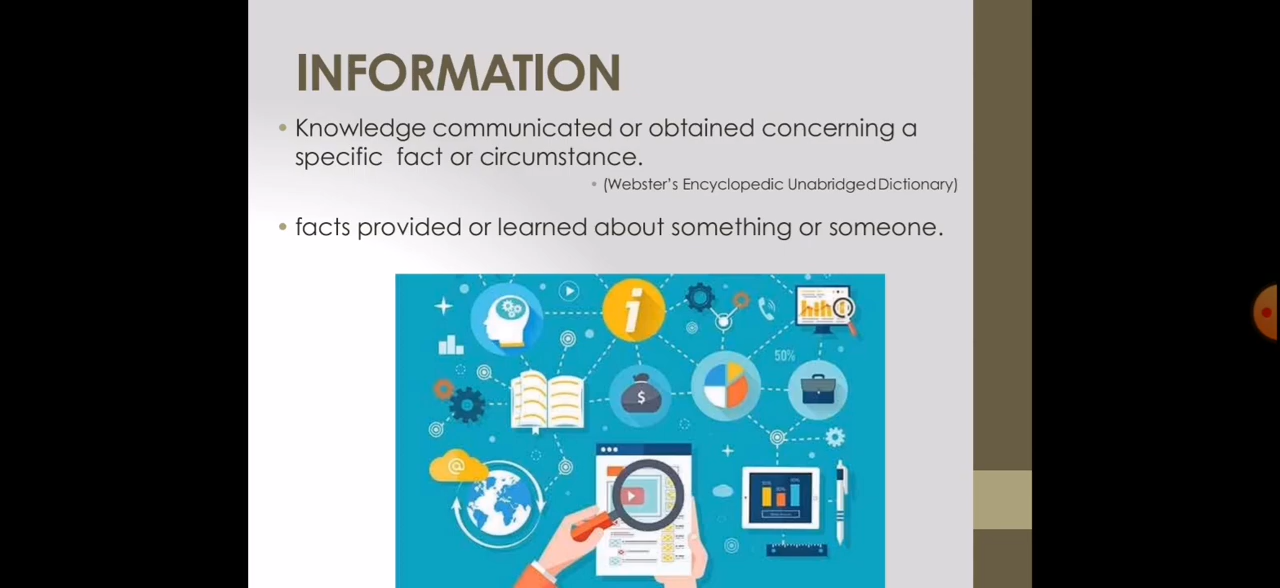 INFORMATION
• Knowledge communicated or obtained concerning a
specific fact or circumstance.
• (Webster's Encyclopedic Unabridged Dictionary)
• facts provided or learned about something or someone.
i
50%
$
@